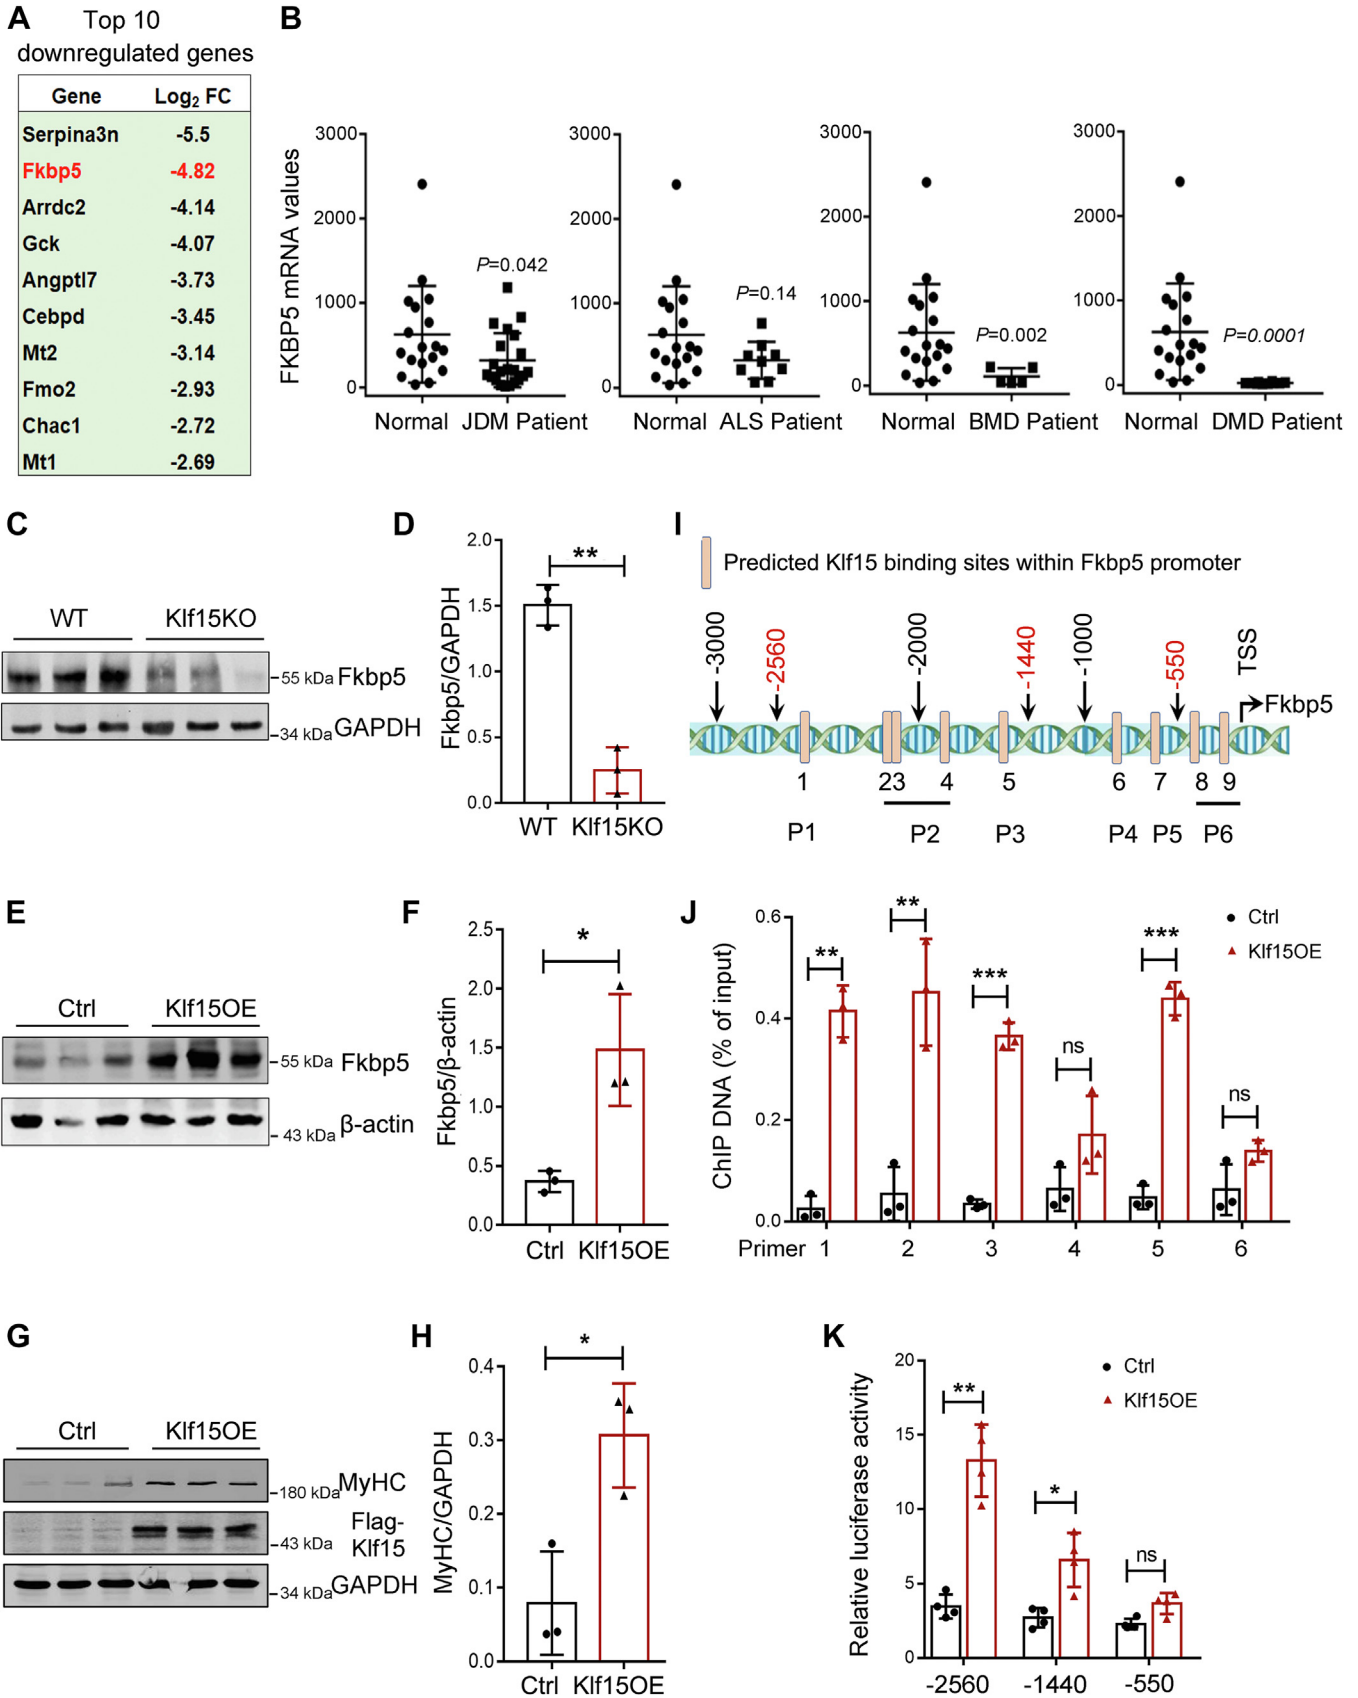 A
Top 10
downregulated genes
Gene Log2 FC
Serpina3n -5.5
Fkbp5 -4.82
Arrdc2 -4.14
Gck -4.07
Angptl7 -3.73
Cebpd -3.45
Mt2 -3.14
Fmo2 -2.93
Chac1 -2.72
Mt1 -2.69
B
FKBP5 mRNA values
3000
2000
1000
0
P=0.042
Normal JDM Patient
3000
2000
1000
0
P=0.14
Normal ALS Patient
3000
2000
1000
0
P=0.002
Normal BMD Patient
3000
2000
1000
0
P=0.0001
Normal DMD Patient
C
WT Klf15KO
55 kDa Fkbp5
34 kDa GAPDH
D
Fkbp5/GAPDH
2.0
1.5
1.0
0.5
0.0
**
WT Klf15KO
I
Predicted Klf15 binding sites within Fkbp5 promoter
-3000 -2560 -2000 -1440 -1000 -550 TSS
Fkbp5
1 2 3 4 5 6 7 8 9
P1 P2 P3 P4 P5 P6
E
Ctrl Klf15OE
55 kDa Fkbp5
43 kDa β-actin
F
Fkbp5/β-actin
2.5
2.0
1.5
1.0
0.5
0.0
*
Ctrl Klf15OE
J
ChIP DNA (% of input)
0.6
0.4
0.2
0.0
** ** *** ns *** ns
Ctrl
Klf15OE
Primer 1 2 3 4 5 6
G
Ctrl Klf15OE
180 kDa MyHC
Flag-
43 kDa Klf15
34 kDa GAPDH
H
MyHC/GAPDH
0.4
0.3
0.2
0.1
0.0
*
Ctrl Klf15OE
K
Relative luciferase activity
20
15
10
5
0
** * ns
Ctrl
Klf15OE
-2560 -1440 -550